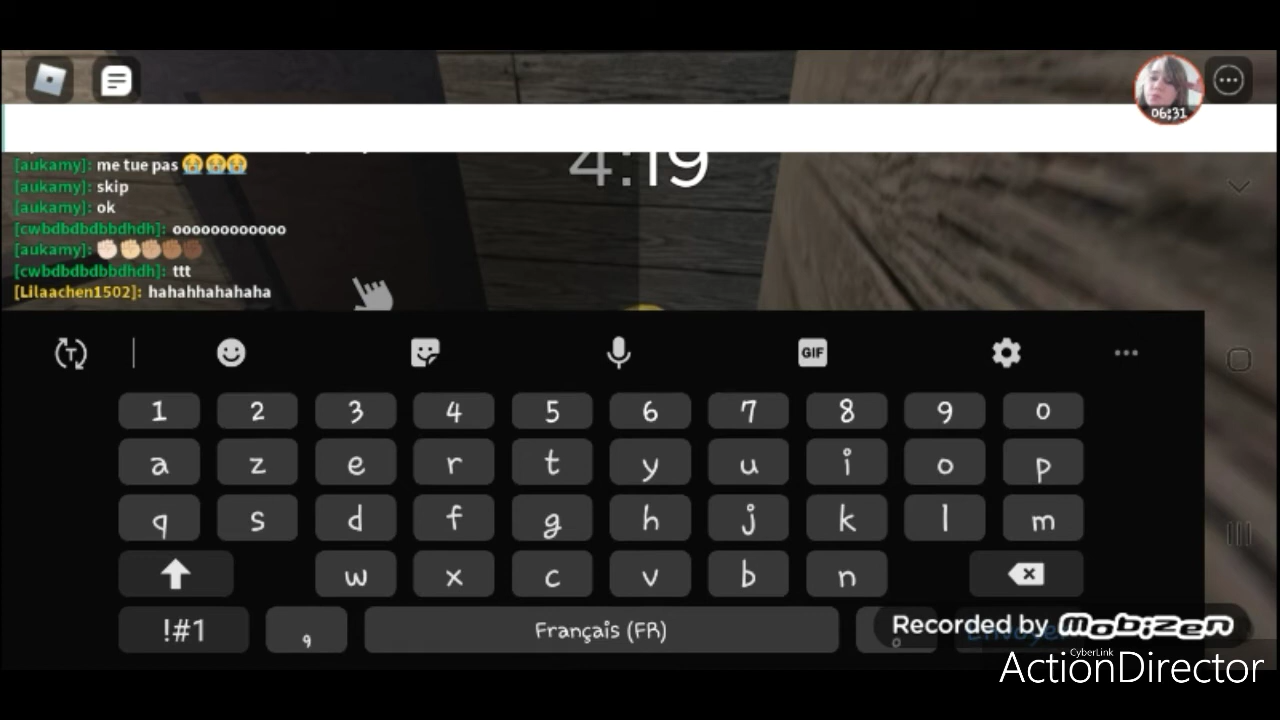 06:31
4:19
[aukamy]: me tue pas 😭😭😭
[aukamy]: skip
[aukamy]: ok
[cwbdbdbdbbdhdh]: oooooooooooo
[aukamy]: ✊🏻✊🏼✊🏽✊🏾✊🏿
[cwbdbdbdbbdhdh]: ttt
[Lilaachen1502]: hahahhahahaha
T
GIF
1 2 3 4 5 6 7 8 9 0
a z e r t y u i o p
q s d f g h j k l m
w x c v b n
!#1 , Français (FR)
Recorded by Mobizen
CyberLink
ActionDirector